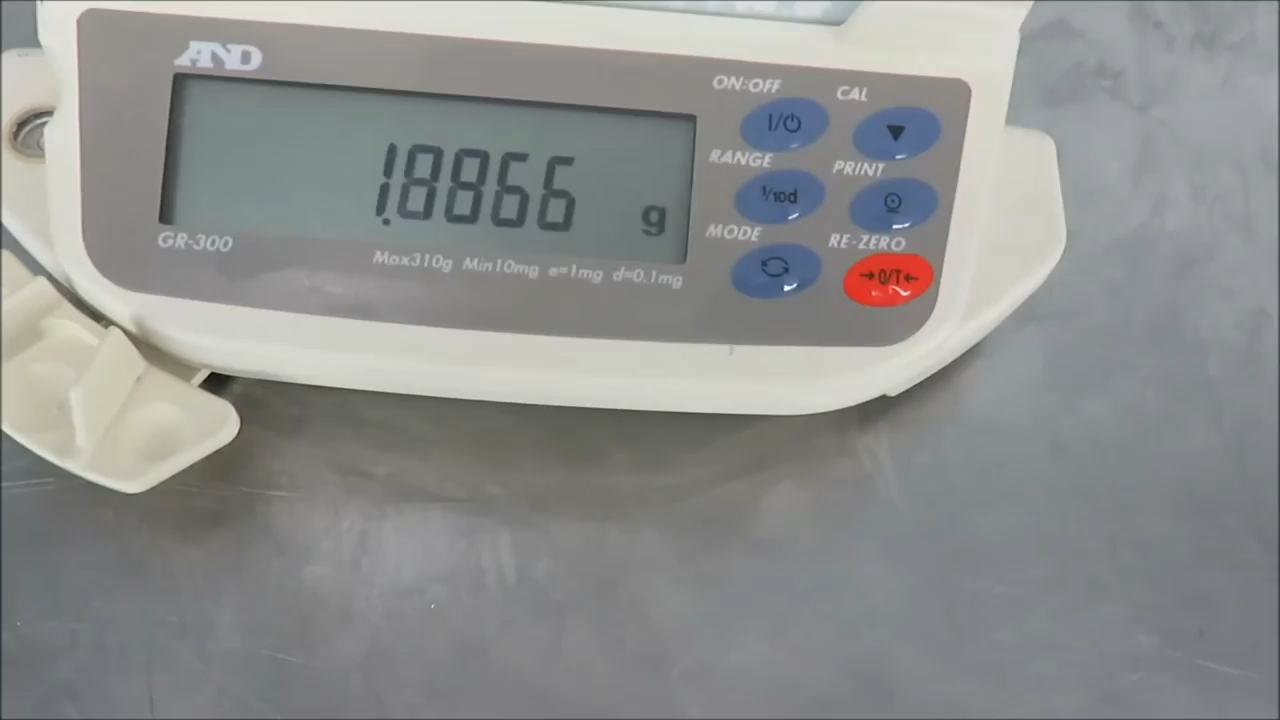 AND
1.8866 g
GR-300
Max310g Min10mg e=1mg d=0.1mg
ON:OFF
CAL
I/⏻
▼
RANGE
PRINT
1/10d
MODE
RE-ZERO
→0/T←